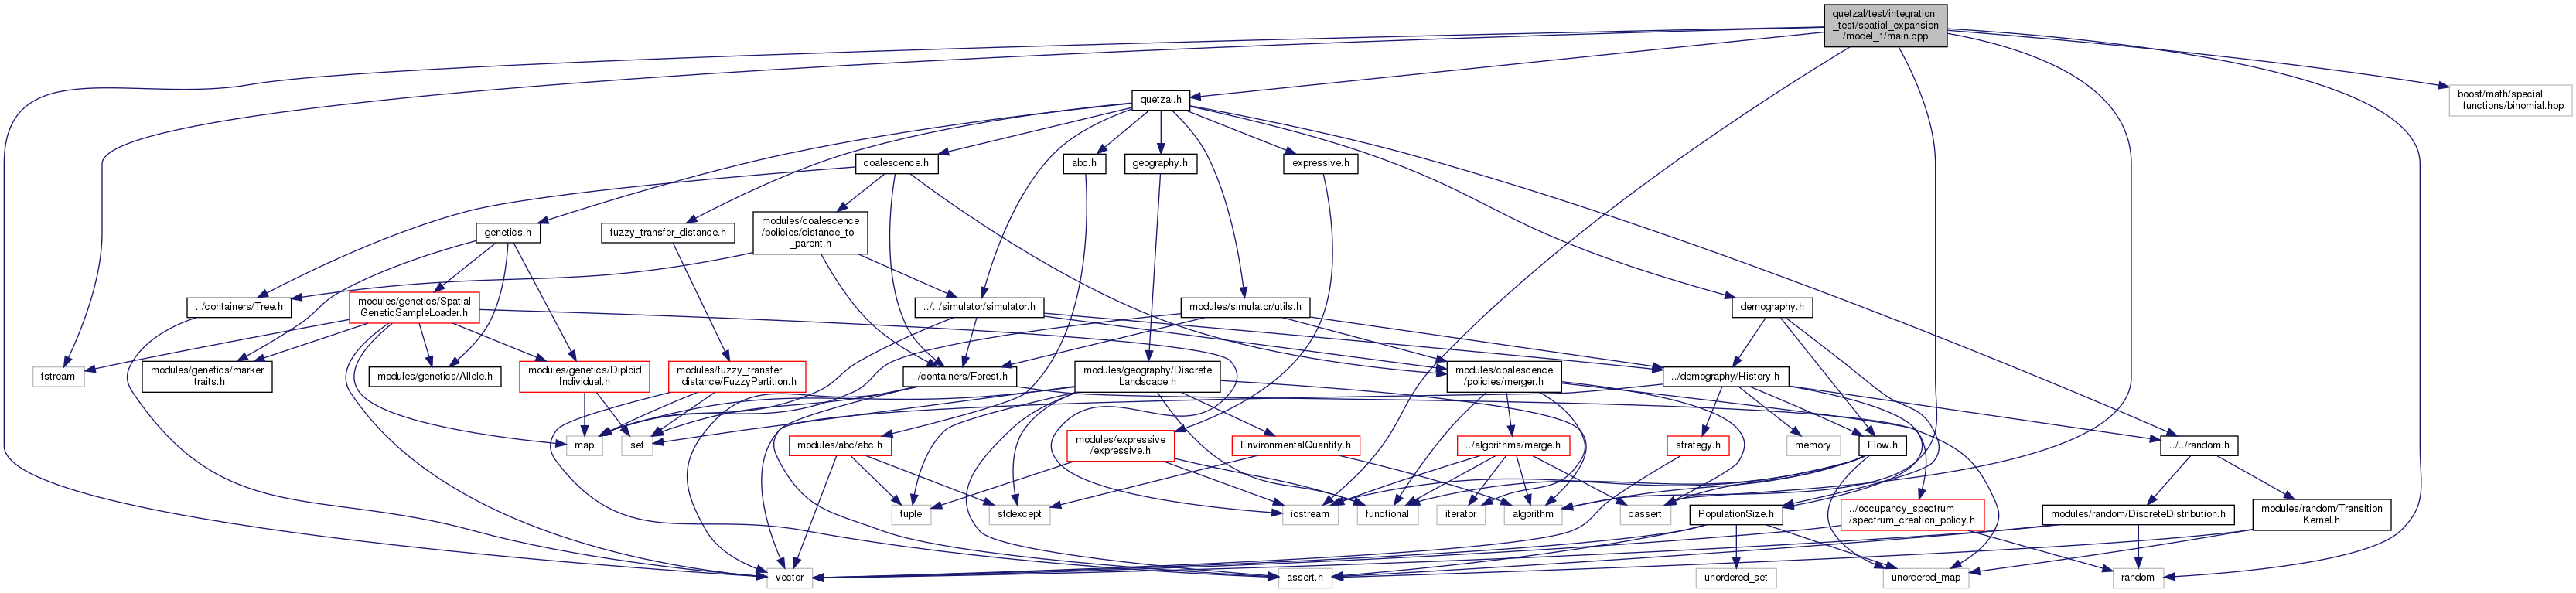 quetzal/test/integration
_test/spatial_expansion
/model_1/main.cpp
quetzal.h
boost/math/special
_functions/binomial.hpp
coalescence.h
abc.h
geography.h
expressive.h
genetics.h
fuzzy_transfer_distance.h
modules/coalescence
/policies/distance_to
_parent.h
../containers/Tree.h
modules/genetics/Spatial
GeneticSampleLoader.h
../../simulator/simulator.h
modules/simulator/utils.h
demography.h
fstream
modules/genetics/marker
_traits.h
modules/genetics/Allele.h
modules/genetics/Diploid
Individual.h
modules/fuzzy_transfer
_distance/FuzzyPartition.h
../containers/Forest.h
modules/geography/Discrete
Landscape.h
modules/coalescence
/policies/merger.h
../demography/History.h
map
set
modules/abc/abc.h
modules/expressive
/expressive.h
EnvironmentalQuantity.h
../algorithms/merge.h
strategy.h
memory
Flow.h
../../random.h
tuple
stdexcept
iostream
functional
iterator
algorithm
cassert
PopulationSize.h
../occupancy_spectrum
/spectrum_creation_policy.h
modules/random/DiscreteDistribution.h
modules/random/Transition
Kernel.h
vector
assert.h
unordered_set
unordered_map
random